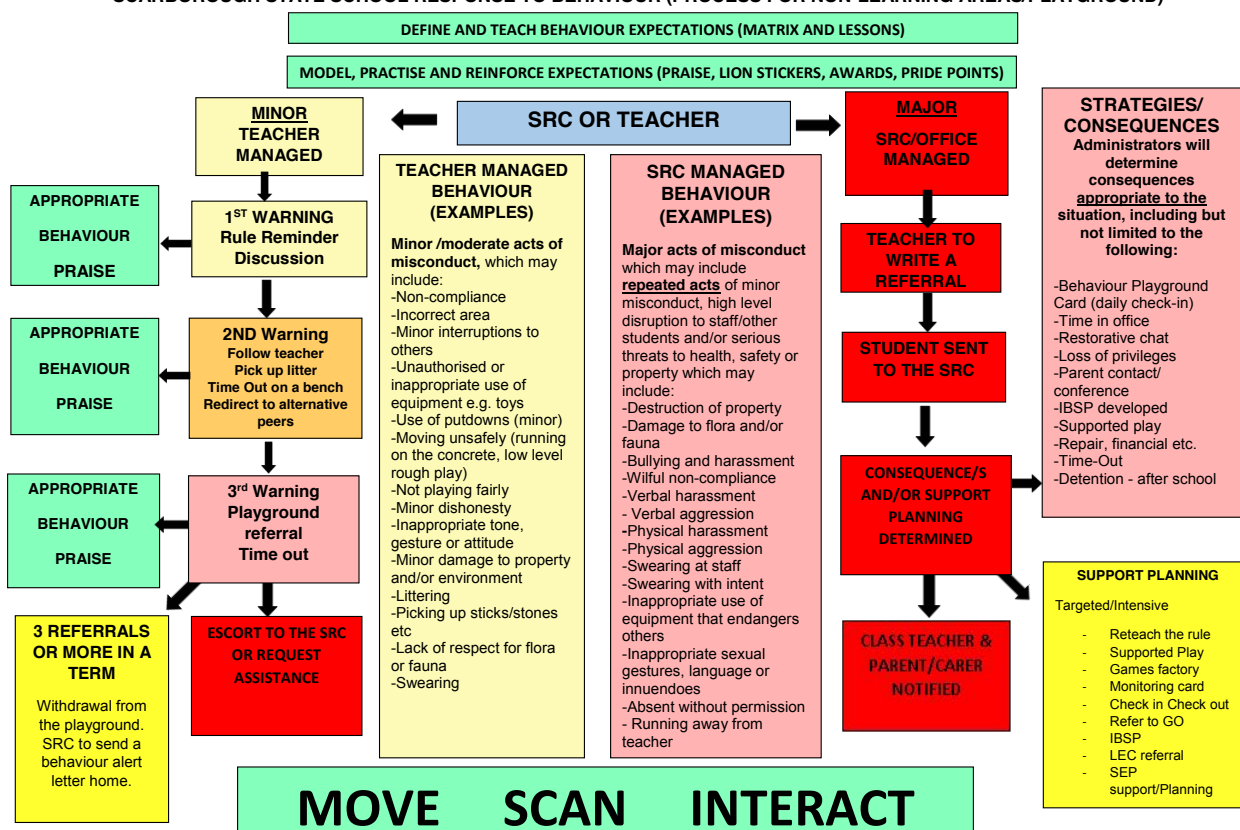 SCARBOROUGH STATE SCHOOL RESPONSE TO BEHAVIOUR (PROCESS FOR NON-LEARNING AREAS/PLAYGROUND)
DEFINE AND TEACH BEHAVIOUR EXPECTATIONS (MATRIX AND LESSONS)
MODEL, PRACTISE AND REINFORCE EXPECTATIONS (PRAISE, LION STICKERS, AWARDS, PRIDE POINTS)
SRC OR TEACHER
MINOR
TEACHER
MANAGED
1ST WARNING
Rule Reminder
Discussion
APPROPRIATE
BEHAVIOUR
PRAISE
2ND Warning
Follow teacher
Pick up litter
Time Out on a bench
Redirect to alternative
peers
APPROPRIATE
BEHAVIOUR
PRAISE
3rd Warning
Playground
referral
Time out
APPROPRIATE
BEHAVIOUR
PRAISE
3 REFERRALS
OR MORE IN A
TERM
Withdrawal from
the playground.
SRC to send a
behaviour alert
letter home.
ESCORT TO THE SRC
OR REQUEST
ASSISTANCE
TEACHER MANAGED
BEHAVIOUR
(EXAMPLES)
Minor /moderate acts of
misconduct, which may
include:
-Non-compliance
-Incorrect area
-Minor interruptions to
others
-Unauthorised or
inappropriate use of
equipment e.g. toys
-Use of putdowns (minor)
-Moving unsafely (running
on the concrete, low level
rough play)
-Not playing fairly
-Minor dishonesty
-Inappropriate tone,
gesture or attitude
-Minor damage to property
and/or environment
-Littering
-Picking up sticks/stones
etc
-Lack of respect for flora
or fauna
-Swearing
SRC MANAGED
BEHAVIOUR
(EXAMPLES)
Major acts of misconduct
which may include
repeated acts of minor
misconduct, high level
disruption to staff/other
students and/or serious
threats to health, safety or
property which may
include:
-Destruction of property
-Damage to flora and/or
fauna
-Bullying and harassment
-Wilful non-compliance
-Verbal harassment
- Verbal aggression
-Physical harassment
-Physical aggression
-Swearing at staff
-Swearing with intent
-Inappropriate use of
equipment that endangers
others
-Inappropriate sexual
gestures, language or
innuendoes
-Absent without permission
- Running away from
teacher
MAJOR
SRC/OFFICE
MANAGED
TEACHER TO
WRITE A
REFERRAL
STUDENT SENT
TO THE SRC
CONSEQUENCE/S
AND/OR SUPPORT
PLANNING
DETERMINED
CLASS TEACHER &
PARENT/CARER
NOTIFIED
STRATEGIES/
CONSEQUENCES
Administrators will
determine
consequences
appropriate to the
situation, including but
not limited to the
following:
-Behaviour Playground
Card (daily check-in)
-Time in office
-Restorative chat
-Loss of privileges
-Parent contact/
conference
-IBSP developed
-Supported play
-Repair, financial etc.
-Time-Out
-Detention - after school
SUPPORT PLANNING
Targeted/Intensive
- Reteach the rule
- Supported Play
- Games factory
- Monitoring card
- Check in Check out
- Refer to GO
- IBSP
- LEC referral
- SEP
support/Planning
MOVE SCAN INTERACT